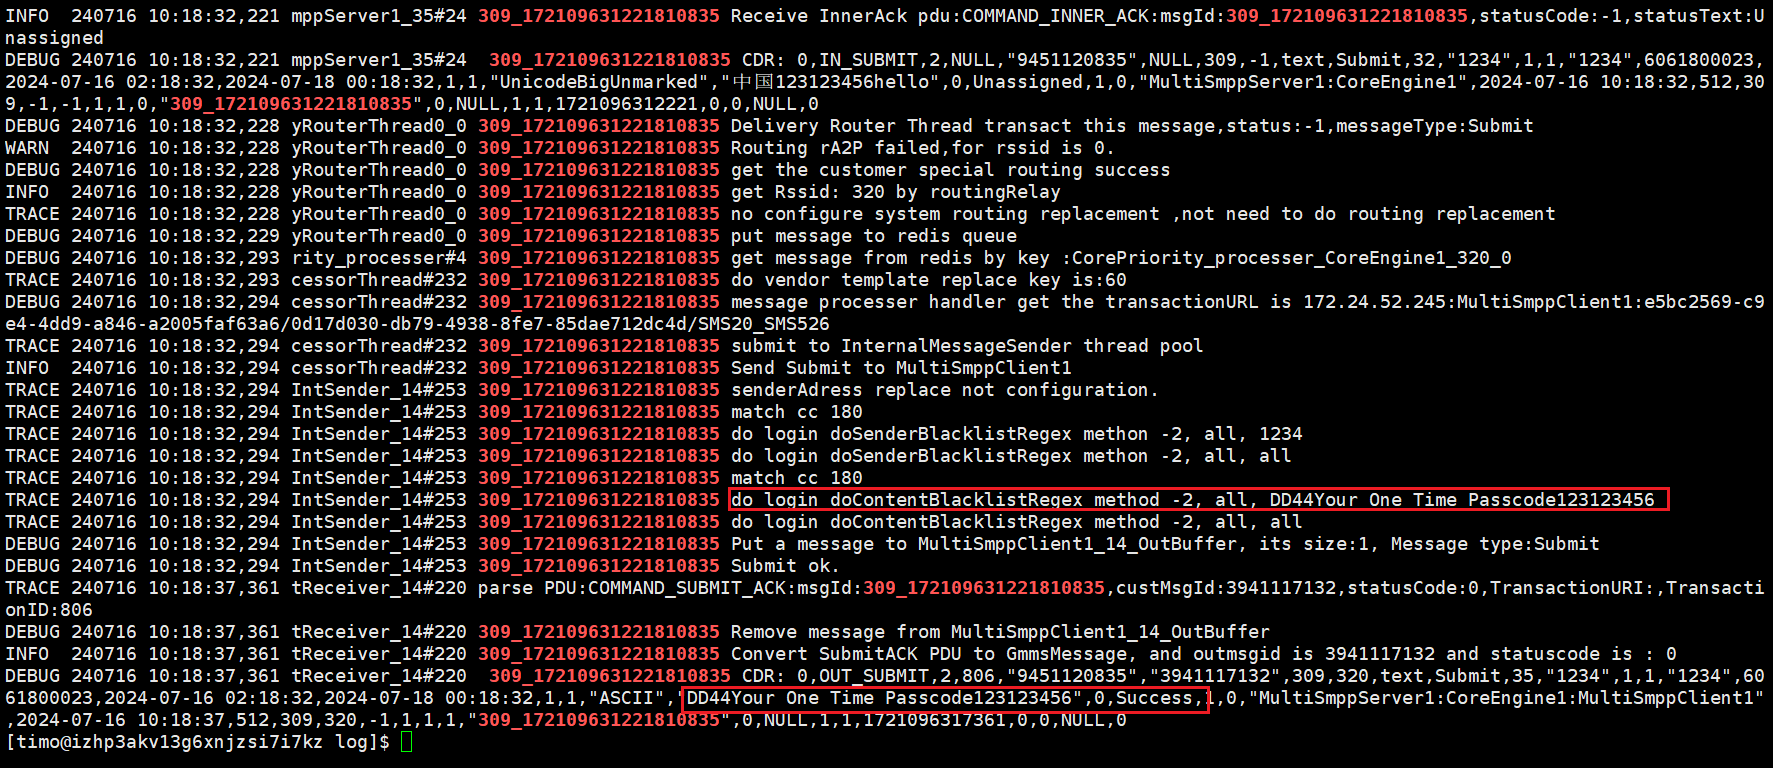 INFO  240716 10:18:32,221 mppServer1_35#24 309_172109631221810835 Receive InnerAck pdu:COMMAND_INNER_ACK:msgId:309_172109631221810835,statusCode:-1,statusText:U
nassigned
DEBUG 240716 10:18:32,221 mppServer1_35#24  309_172109631221810835 CDR: 0,IN_SUBMIT,2,NULL,"9451120835",NULL,309,-1,text,Submit,32,"1234",1,1,"1234",6061800023,
2024-07-16 02:18:32,2024-07-18 00:18:32,1,1,"UnicodeBigUnmarked","中国123123456hello",0,Unassigned,1,0,"MultiSmppServer1:CoreEngine1",2024-07-16 10:18:32,512,30
9,-1,-1,1,1,0,"309_172109631221810835",0,NULL,1,1,1721096312221,0,0,NULL,0
DEBUG 240716 10:18:32,228 yRouterThread0_0 309_172109631221810835 Delivery Router Thread transact this message,status:-1,messageType:Submit
WARN  240716 10:18:32,228 yRouterThread0_0 309_172109631221810835 Routing rA2P failed,for rssid is 0.
DEBUG 240716 10:18:32,228 yRouterThread0_0 309_172109631221810835 get the customer special routing success
INFO  240716 10:18:32,228 yRouterThread0_0 309_172109631221810835 get Rssid: 320 by routingRelay
TRACE 240716 10:18:32,228 yRouterThread0_0 309_172109631221810835 no configure system routing replacement ,not need to do routing replacement
DEBUG 240716 10:18:32,229 yRouterThread0_0 309_172109631221810835 put message to redis queue
DEBUG 240716 10:18:32,293 rity_processer#4 309_172109631221810835 get message from redis by key :CorePriority_processer_CoreEngine1_320_0
TRACE 240716 10:18:32,293 cessorThread#232 309_172109631221810835 do vendor template replace key is:60
DEBUG 240716 10:18:32,294 cessorThread#232 309_172109631221810835 message processer handler get the transactionURL is 172.24.52.245:MultiSmppClient1:e5bc2569-c9
e4-4dd9-a846-a2005faf63a6/0d17d030-db79-4938-8fe7-85dae712dc4d/SMS20_SMS526
TRACE 240716 10:18:32,294 cessorThread#232 309_172109631221810835 submit to InternalMessageSender thread pool
INFO  240716 10:18:32,294 cessorThread#232 309_172109631221810835 Send Submit to MultiSmppClient1
TRACE 240716 10:18:32,294 IntSender_14#253 309_172109631221810835 senderAdress replace not configuration.
TRACE 240716 10:18:32,294 IntSender_14#253 309_172109631221810835 match cc 180
TRACE 240716 10:18:32,294 IntSender_14#253 309_172109631221810835 do login doSenderBlacklistRegex methon -2, all, 1234
TRACE 240716 10:18:32,294 IntSender_14#253 309_172109631221810835 do login doSenderBlacklistRegex methon -2, all, all
TRACE 240716 10:18:32,294 IntSender_14#253 309_172109631221810835 match cc 180
TRACE 240716 10:18:32,294 IntSender_14#253 309_172109631221810835 do login doContentBlacklistRegex method -2, all, DD44Your One Time Passcode123123456
TRACE 240716 10:18:32,294 IntSender_14#253 309_172109631221810835 do login doContentBlacklistRegex method -2, all, all
DEBUG 240716 10:18:32,294 IntSender_14#253 309_172109631221810835 Put a message to MultiSmppClient1_14_OutBuffer, its size:1, Message type:Submit
DEBUG 240716 10:18:32,294 IntSender_14#253 309_172109631221810835 Submit ok.
TRACE 240716 10:18:37,361 tReceiver_14#220 parse PDU:COMMAND_SUBMIT_ACK:msgId:309_172109631221810835,custMsgId:3941117132,statusCode:0,TransactionURI:,Transacti
onID:806
DEBUG 240716 10:18:37,361 tReceiver_14#220 309_172109631221810835 Remove message from MultiSmppClient1_14_OutBuffer
INFO  240716 10:18:37,361 tReceiver_14#220 309_172109631221810835 Convert SubmitACK PDU to GmmsMessage, and outmsgid is 3941117132 and statuscode is : 0
DEBUG 240716 10:18:37,361 tReceiver_14#220  309_172109631221810835 CDR: 0,OUT_SUBMIT,2,806,"9451120835","3941117132",309,320,text,Submit,35,"1234",1,1,"1234",60
61800023,2024-07-16 02:18:32,2024-07-18 00:18:32,1,1,"ASCII","DD44Your One Time Passcode123123456",0,Success,1,0,"MultiSmppServer1:CoreEngine1:MultiSmppClient1"
,2024-07-16 10:18:37,512,309,320,-1,1,1,1,"309_172109631221810835",0,NULL,1,1,1721096317361,0,0,NULL,0
[timo@izhp3akv13g6xnjzsi7i7kz log]$